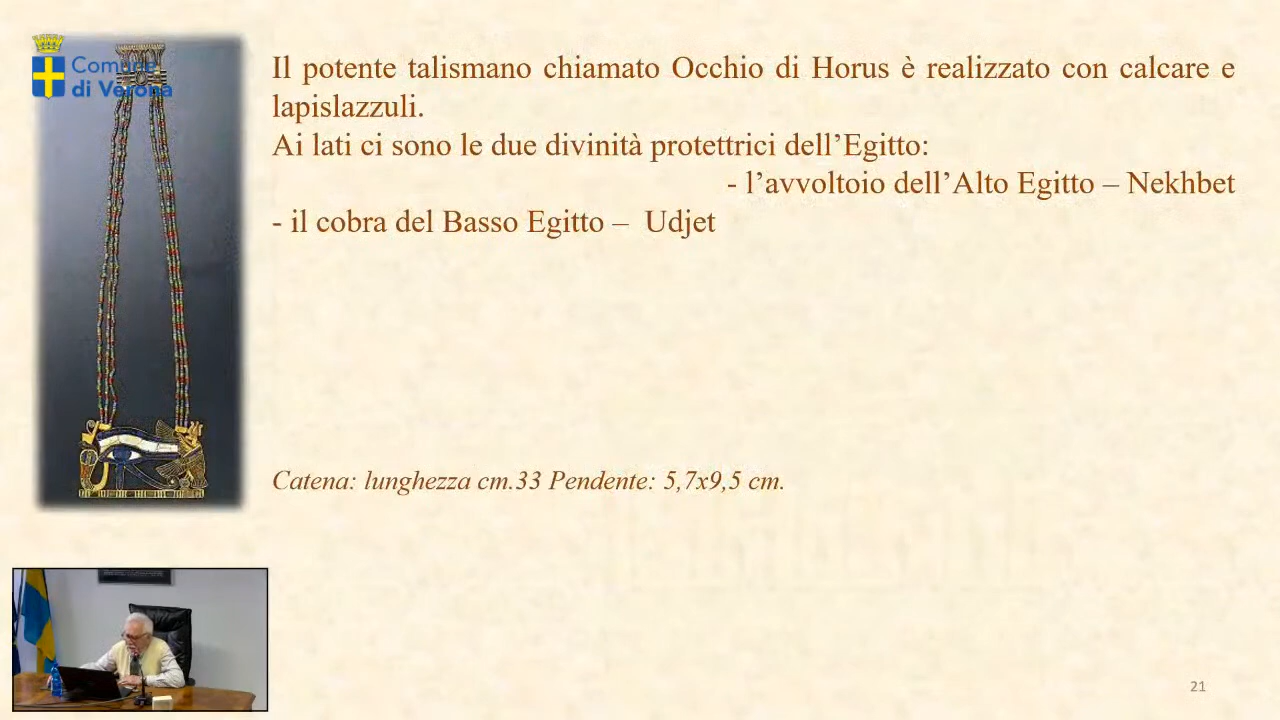 Comune
di Verona
Il potente talismano chiamato Occhio di Horus è realizzato con calcare e
lapislazzuli.
Ai lati ci sono le due divinità protettrici dell’Egitto:
- l’avvoltoio dell’Alto Egitto – Nekhbet
- il cobra del Basso Egitto – Udjet
Catena: lunghezza cm.33 Pendente: 5,7x9,5 cm.
21